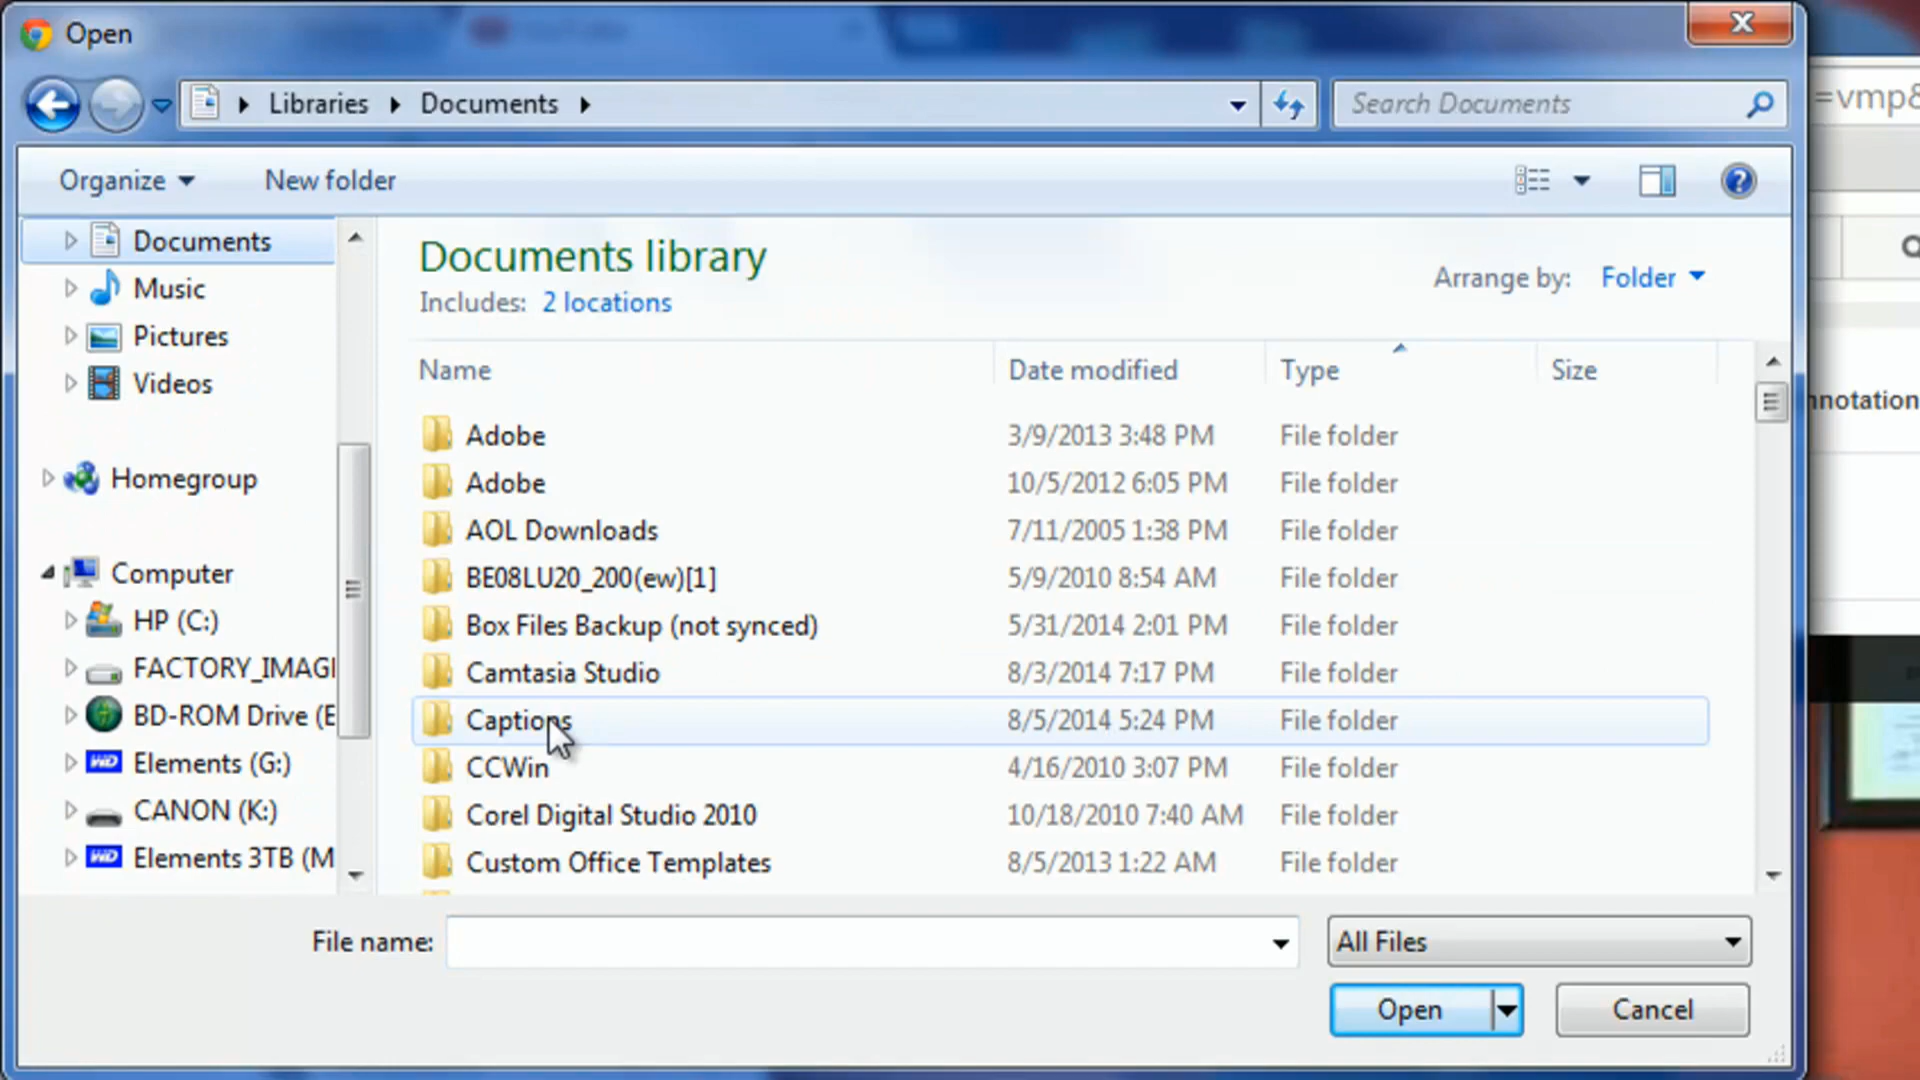 Open
=vmp&
Libraries Documents
Search Documents
Organize
New folder
Documents
Music
Pictures
Videos
Homegroup
Computer
HP (C:)
FACTORY_IMAGE
BD-ROM Drive (E
Elements (G:)
CANON (K:)
Elements 3TB (M
Documents library
Includes: 2 locations
Arrange by: Folder
Name Date modified Type Size
Adobe 3/9/2013 3:48 PM File folder
Adobe 10/5/2012 6:05 PM File folder
AOL Downloads 7/11/2005 1:38 PM File folder
BE08LU20_200(ew)[1] 5/9/2010 8:54 AM File folder
Box Files Backup (not synced) 5/31/2014 2:01 PM File folder
Camtasia Studio 8/3/2014 7:17 PM File folder
Captions 8/5/2014 5:24 PM File folder
CCWin 4/16/2010 3:07 PM File folder
Corel Digital Studio 2010 10/18/2010 7:40 AM File folder
Custom Office Templates 8/5/2013 1:22 AM File folder
nnotation
File name:
All Files
Open
Cancel